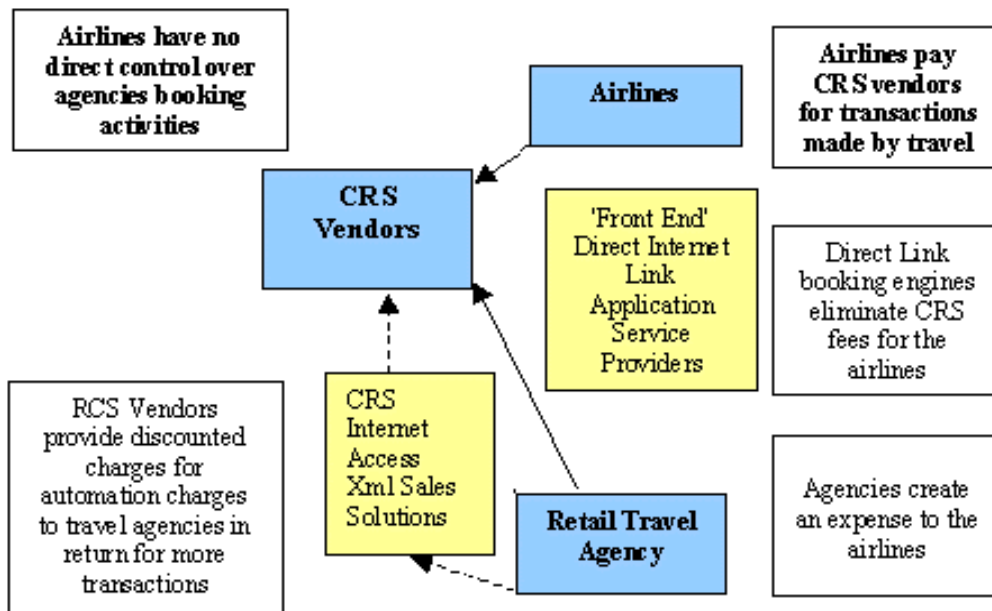 Airlines have no
direct control over
agencies booking
activities
Airlines
Airlines pay
CRS vendors
for transactions
made by travel
CRS
Vendors
'Front End'
Direct Internet
Link
Application
Service
Providers
Direct Link
booking engines
eliminate CRS
fees for the
airlines
RCS Vendors
provide discounted
charges for
automation charges
to travel agencies in
return for more
transactions
CRS
Internet
Access
Xml Sales
Solutions
Retail Travel
Agency
Agencies create
an expense to the
airlines